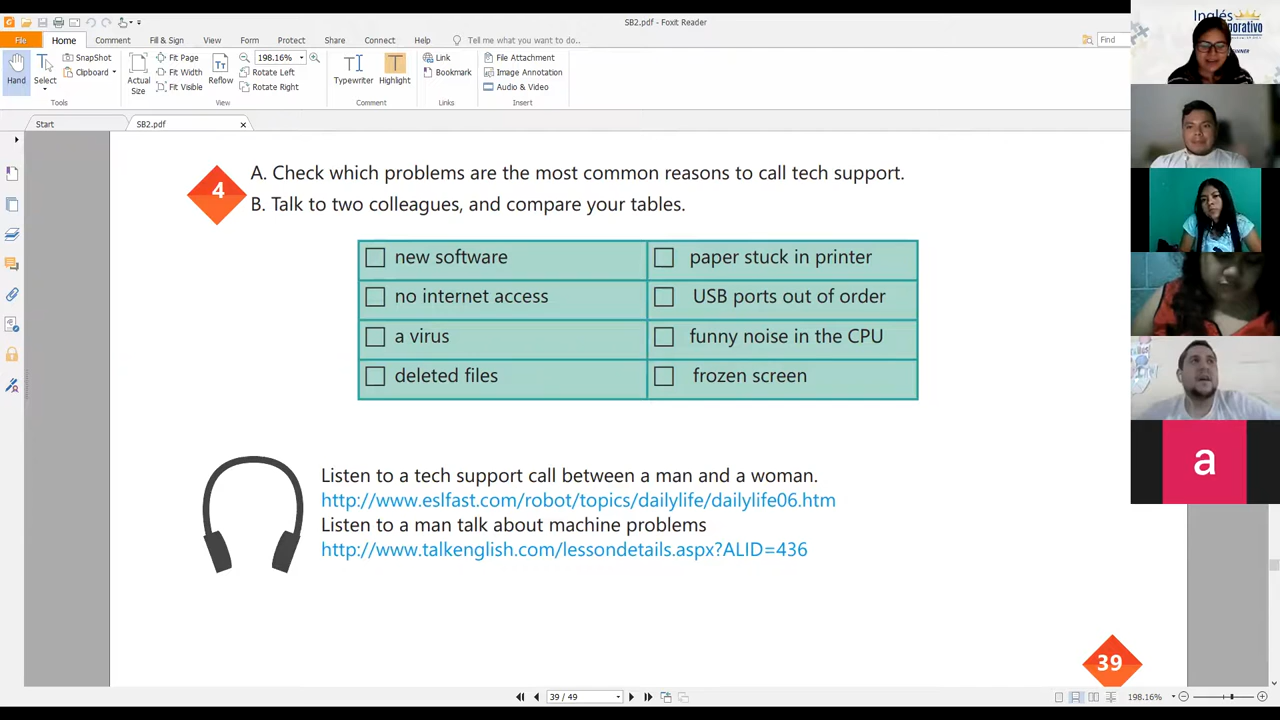 SB2.pdf - Foxit Reader
File Home Comment Fill & Sign View Form Protect Share Connect Help Tell me what you want to do.. Find
Hand
Select
SnapShot
Clipboard
Tools
Actual Size
Fit Page
Fit Width
Fit Visible
Reflow
198.16%
Rotate Left
Rotate Right
View
Typewriter
Highlight
Comment
Link
Bookmark
Links
File Attachment
Image Annotation
Audio & Video
Insert
Start
SB2.pdf
4
A. Check which problems are the most common reasons to call tech support.
B. Talk to two colleagues, and compare your tables.
new software
paper stuck in printer
no internet access
USB ports out of order
a virus
funny noise in the CPU
deleted files
frozen screen
Listen to a tech support call between a man and a woman.
http://www.eslfast.com/robot/topics/dailylife/dailylife06.htm
Listen to a man talk about machine problems
http://www.talkenglish.com/lessondetails.aspx?ALID=436
39
39 / 49
198.16%
Inglés
a